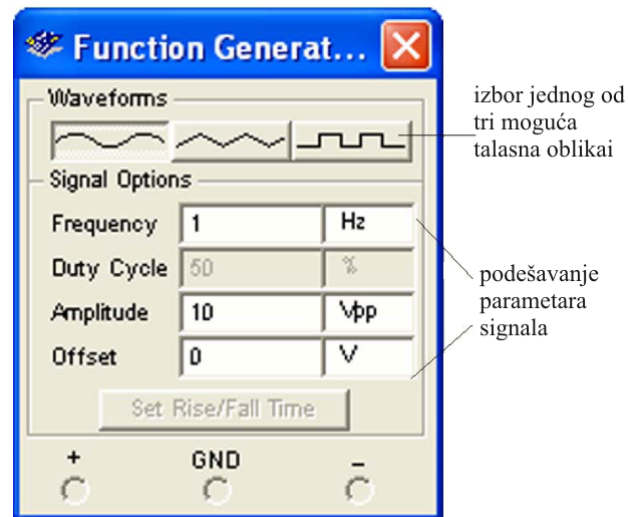 Function Generat...
Waveforms
izbor jednog od
tri moguća
talasna oblikai
Signal Options
Frequency 1 Hz
Duty Cycle 50 %
Amplitude 10 Vpp
Offset 0 V
podešavanje
parametara
signala
Set Rise/Fall Time
+ GND –